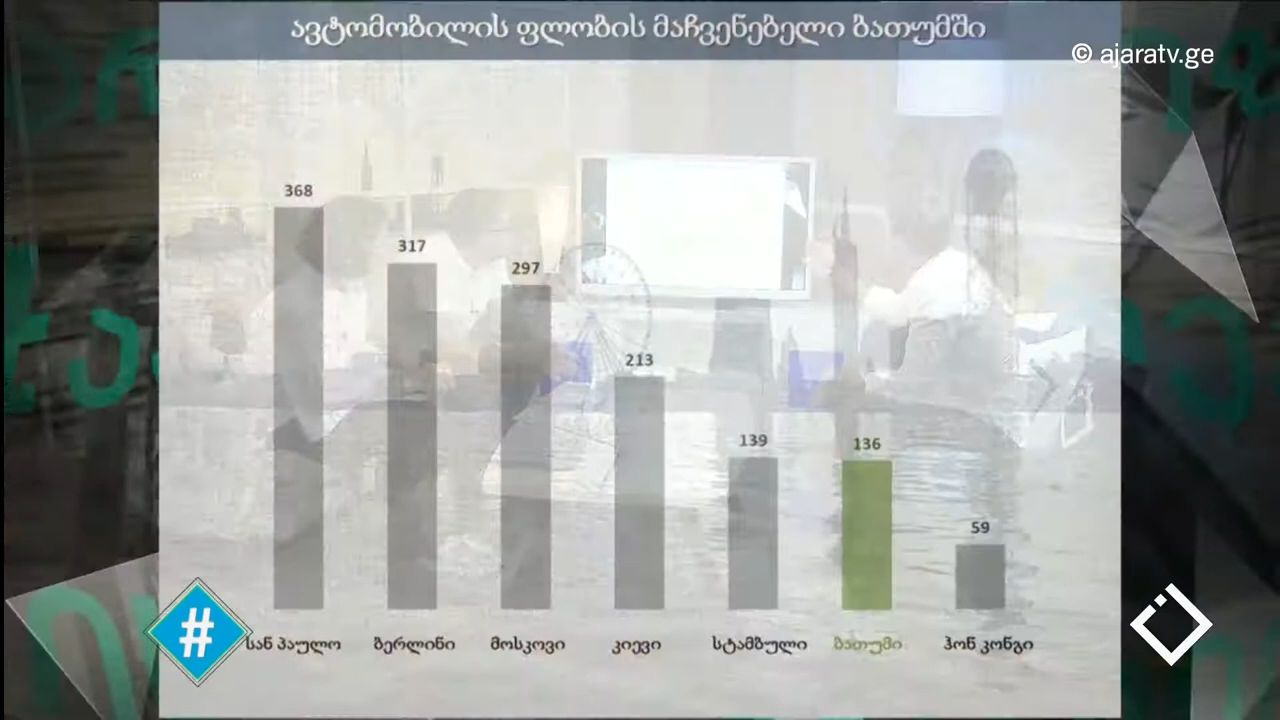 ავტომობილის ფლობის მაჩვენებელი ბათუმში
© ajaratv.ge
368
317
297
213
139
136
59
#
სან პაულო ბერლინი მოსკოვი კიევი სტამბული ბათუმი ჰონ კონგი